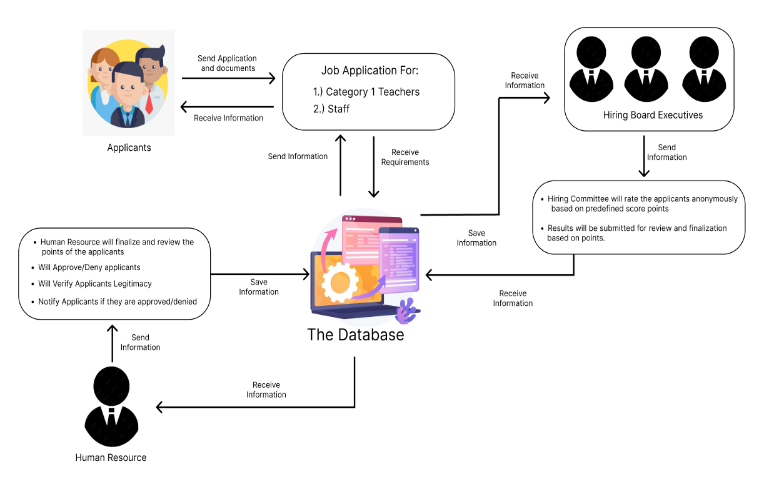 Send Application
and documents
Receive Information
Applicants
Job Application For:
1.) Category 1 Teachers
2.) Staff
Receive
Information
Hiring Board Executives
Send Information
Receive
Requirements
Send
Information
• Hiring Committee will rate the applicants anonymously
based on predefined score points
• Results will be submitted for review and finalization
based on points.
Save
Information
Receive
Information
• Human Resource will finalize and review the
points of the applicants
• Will Approve/Deny applicants
• Will Verify Applicants Legitimacy
• Notify Applicants if they are approved/denied
Save
Information
The Database
Send
Information
Receive
Information
Human Resource